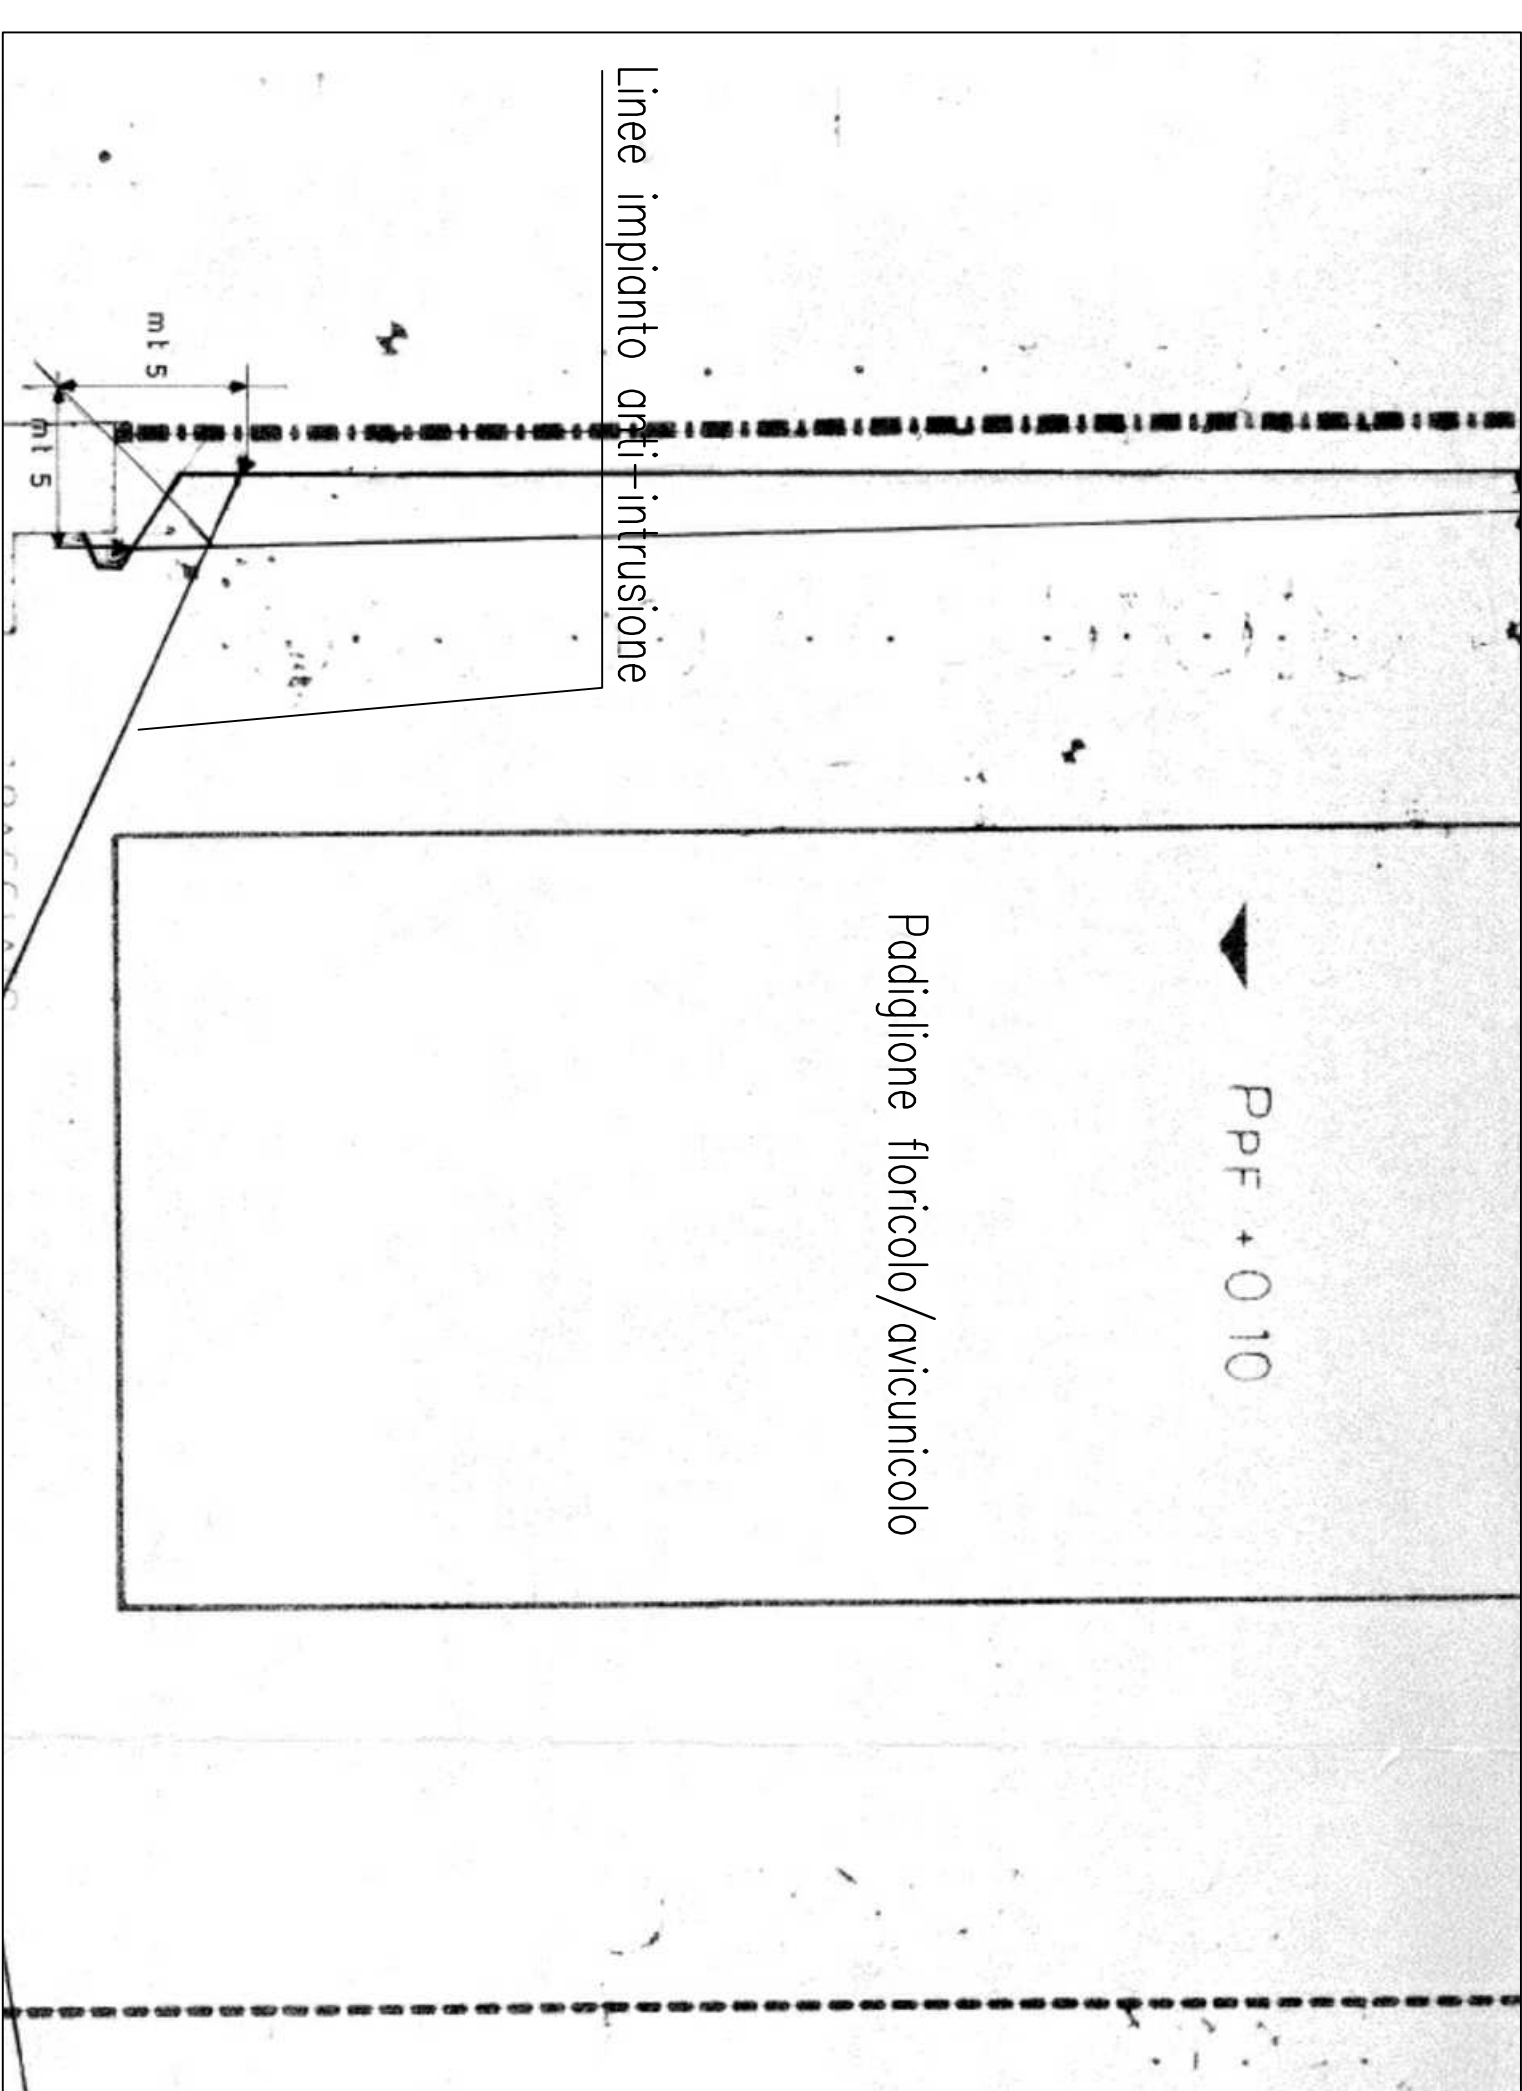 PPF +0 10
Padiglione floricolo/avicunicolo
Linee impianto anti-intrusione
mt 5
mt 5